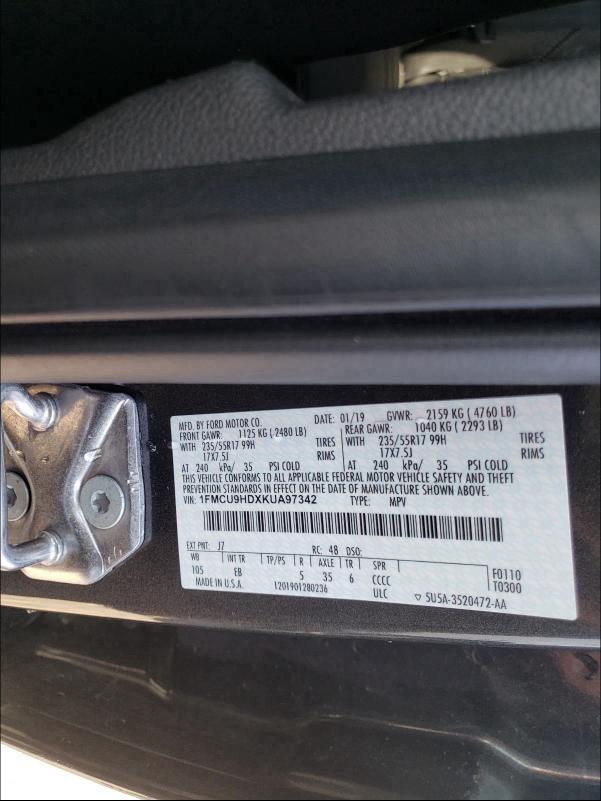 MFD. BY FORD MOTOR CO.
DATE: 01/19 GVWR: 2159 KG ( 4760 LB)
FRONT GAWR: 1125 KG ( 2480 LB) REAR GAWR: 1040 KG ( 2293 LB)
WITH 235/55R17 99H TIRES WITH 235/55R17 99H TIRES
17X7.5J RIMS 17X7.5J RIMS
AT 240 kPa/ 35 PSI COLD AT 240 kPa/ 35 PSI COLD
THIS VEHICLE CONFORMS TO ALL APPLICABLE FEDERAL MOTOR VEHICLE SAFETY AND THEFT
PREVENTION STANDARDS IN EFFECT ON THE DATE OF MANUFACTURE SHOWN ABOVE.
VIN: 1FMCU9HDXKUA97342 TYPE: MPV
EXT PNT: J7 RC: 48 DSO:
WB INT TR TP/PS R AXLE TR SPR
105 EB 5 35 6 CCCC F0110
ULC T0300
MADE IN U.S.A. 1201901280236 ▽ 5U5A-3520472-AA